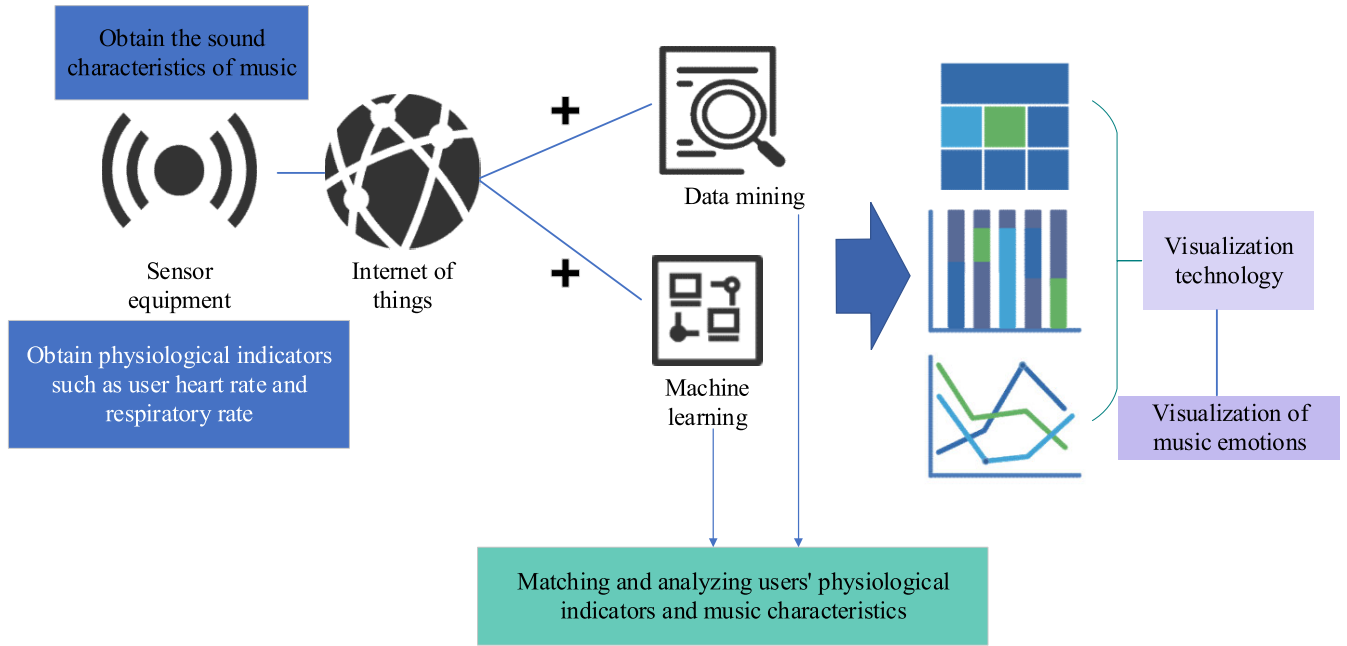 Obtain the sound
characteristics of music
Sensor
equipment
Obtain physiological indicators
such as user heart rate and
respiratory rate
Internet of
things
+
+
Data mining
Machine
learning
Matching and analyzing users' physiological
indicators and music characteristics
Visualization
technology
Visualization of
music emotions